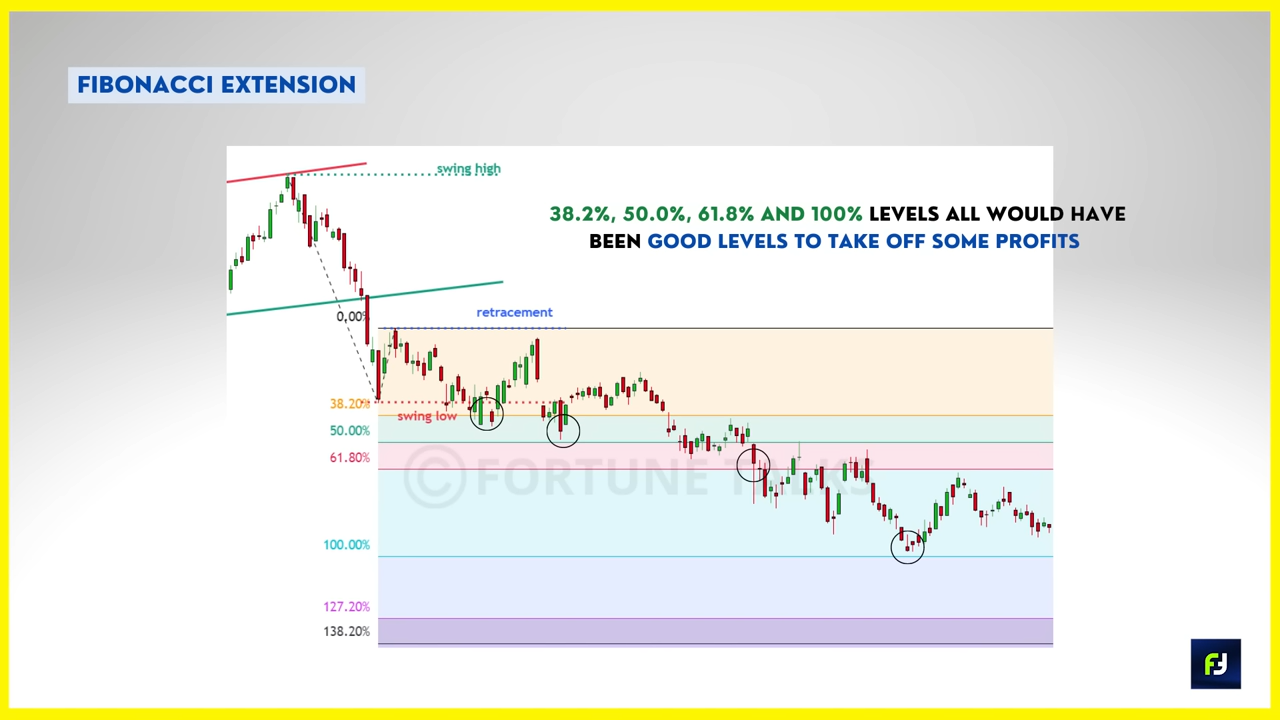 FIBONACCI EXTENSION
swing high
38.2%, 50.0%, 61.8% AND 100% LEVELS ALL WOULD HAVE
BEEN GOOD LEVELS TO TAKE OFF SOME PROFITS
retracement
0,00%
38.20%
swing low
50.00%
61.80%
© FORTUNE TALKS
100.00%
127.20%
138.20%